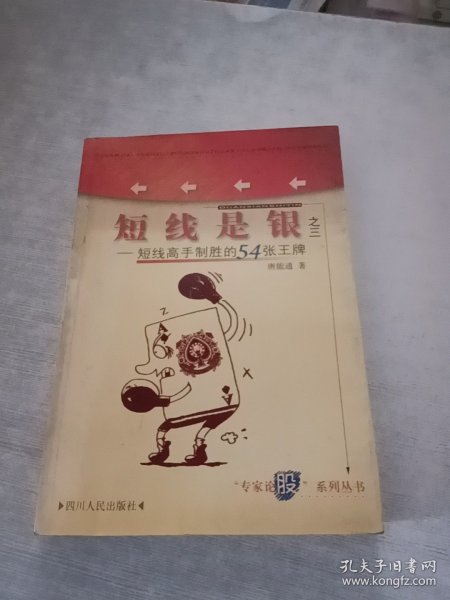 短线是银
之三
—短线高手制胜的54张王牌
唐能通 著
Z
"专家论股"系列丛书
▶四川人民出版社◀
孔夫子旧书网
www.kongfz.com